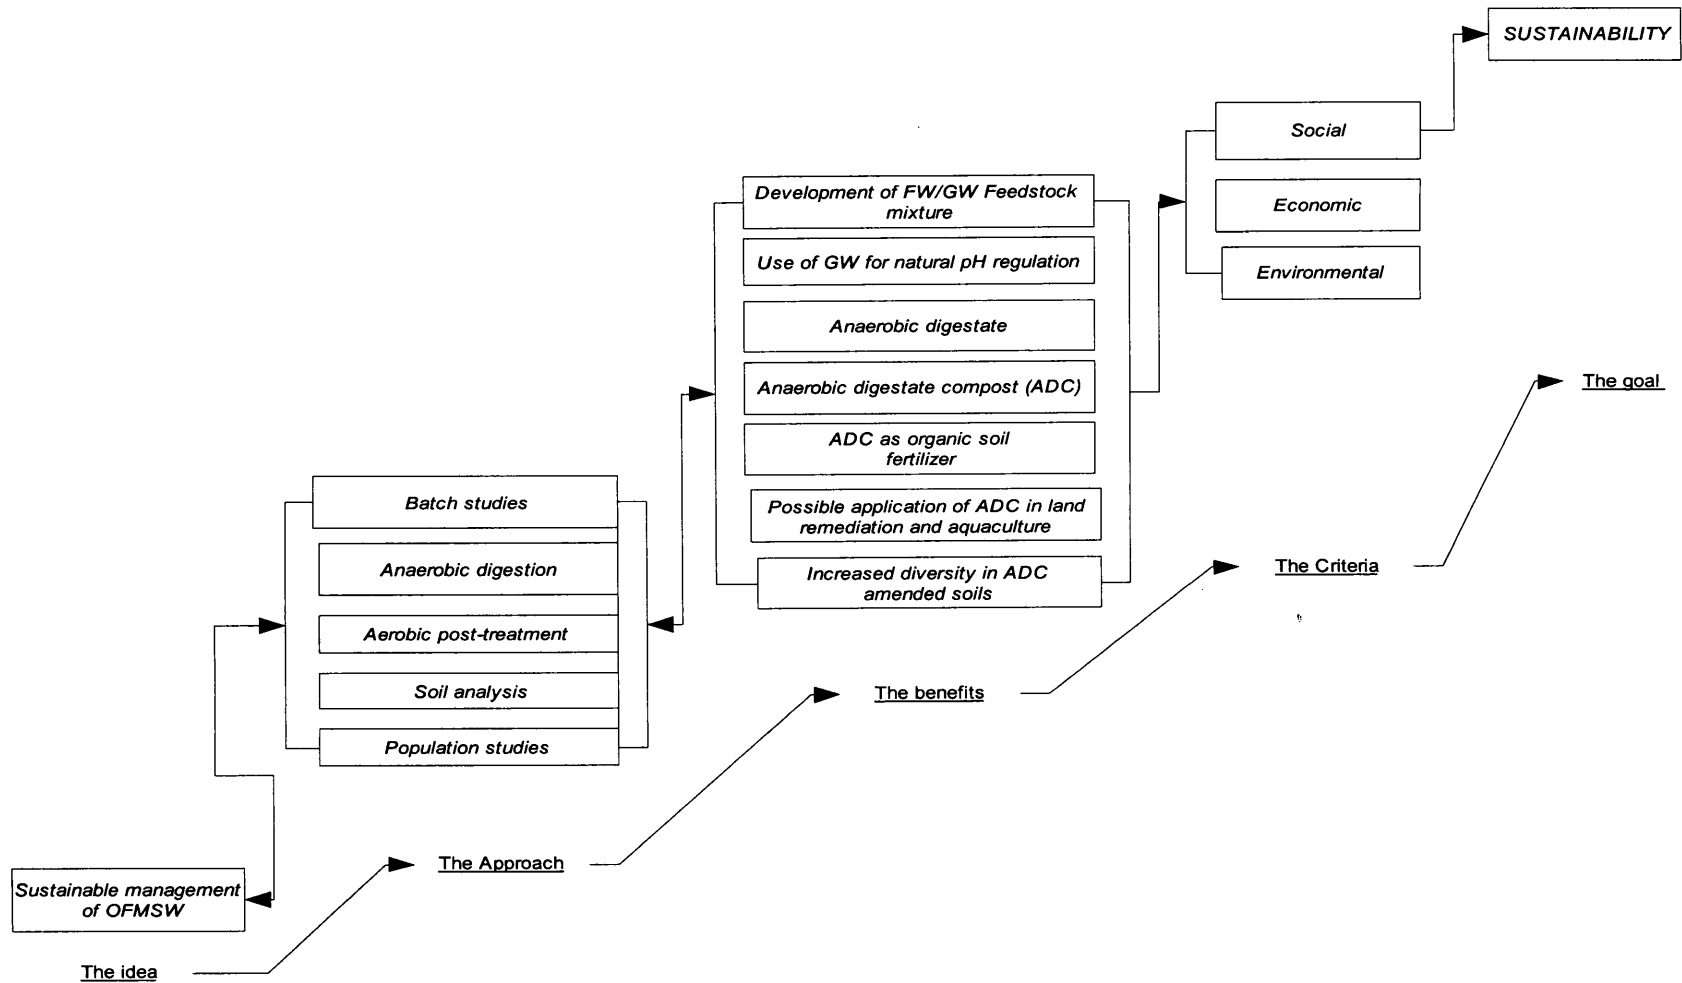 SUSTAINABILITY
Social
Economic
Environmental
Development of FW/GW Feedstock
mixture
Use of GW for natural pH regulation
Anaerobic digestate
Anaerobic digestate compost (ADC)
ADC as organic soil
fertilizer
Possible application of ADC in land
remediation and aquaculture
Increased diversity in ADC
amended soils
Batch studies
Anaerobic digestion
Aerobic post-treatment
Soil analysis
Population studies
Sustainable management
of OFMSW
The idea
The Approach
The benefits
The Criteria
The goal